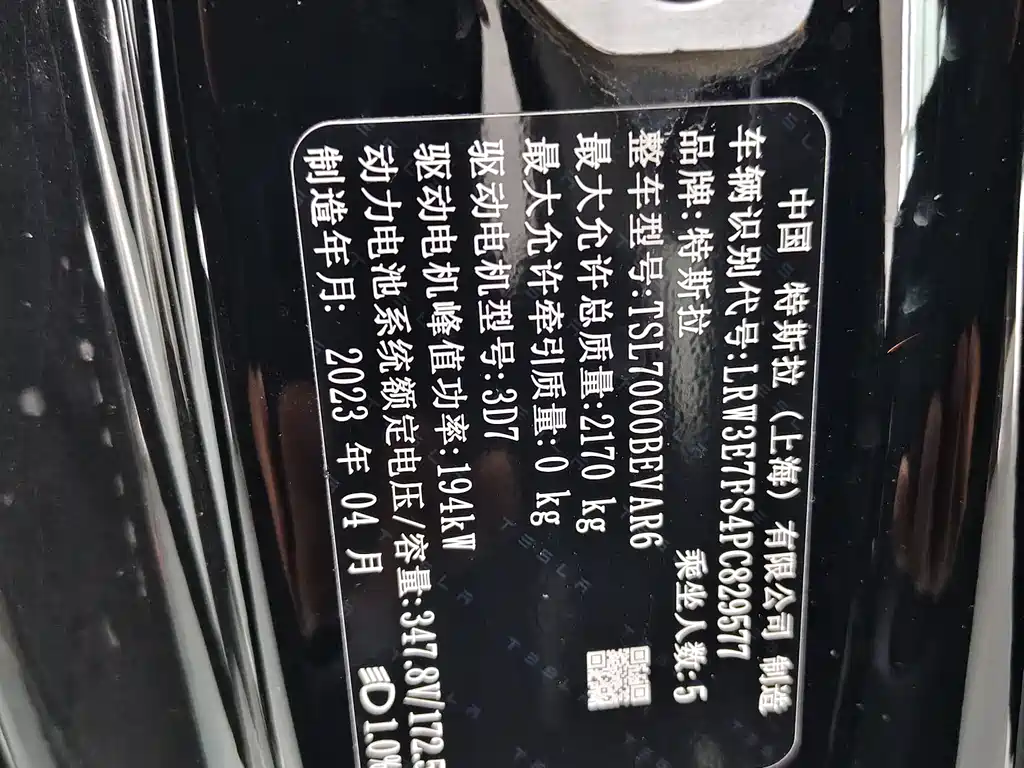 中国 特斯拉（上海）有限公司 制造
车辆识别代号:LRW3E7FS4PC829577
品牌:特斯拉 乘坐人数:5
整车型号:TSL7000BEVAR6
最大允许总质量:2170 kg
最大允许牵引质量:0 kg
驱动电机型号:3D7
驱动电机峰值功率:194kW
动力电池系统额定电压/容量:347.8V/172.5
制造年月: 2023 年 04 月
1.0%